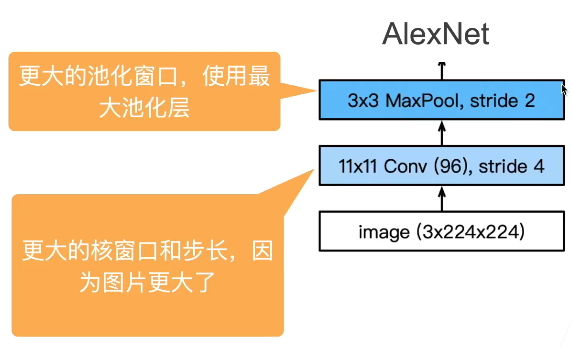 AlexNet
更大的池化窗口，使用最
大池化层
3x3 MaxPool, stride 2
11x11 Conv (96), stride 4
更大的核窗口和步长，因
为图片更大了
image (3x224x224)